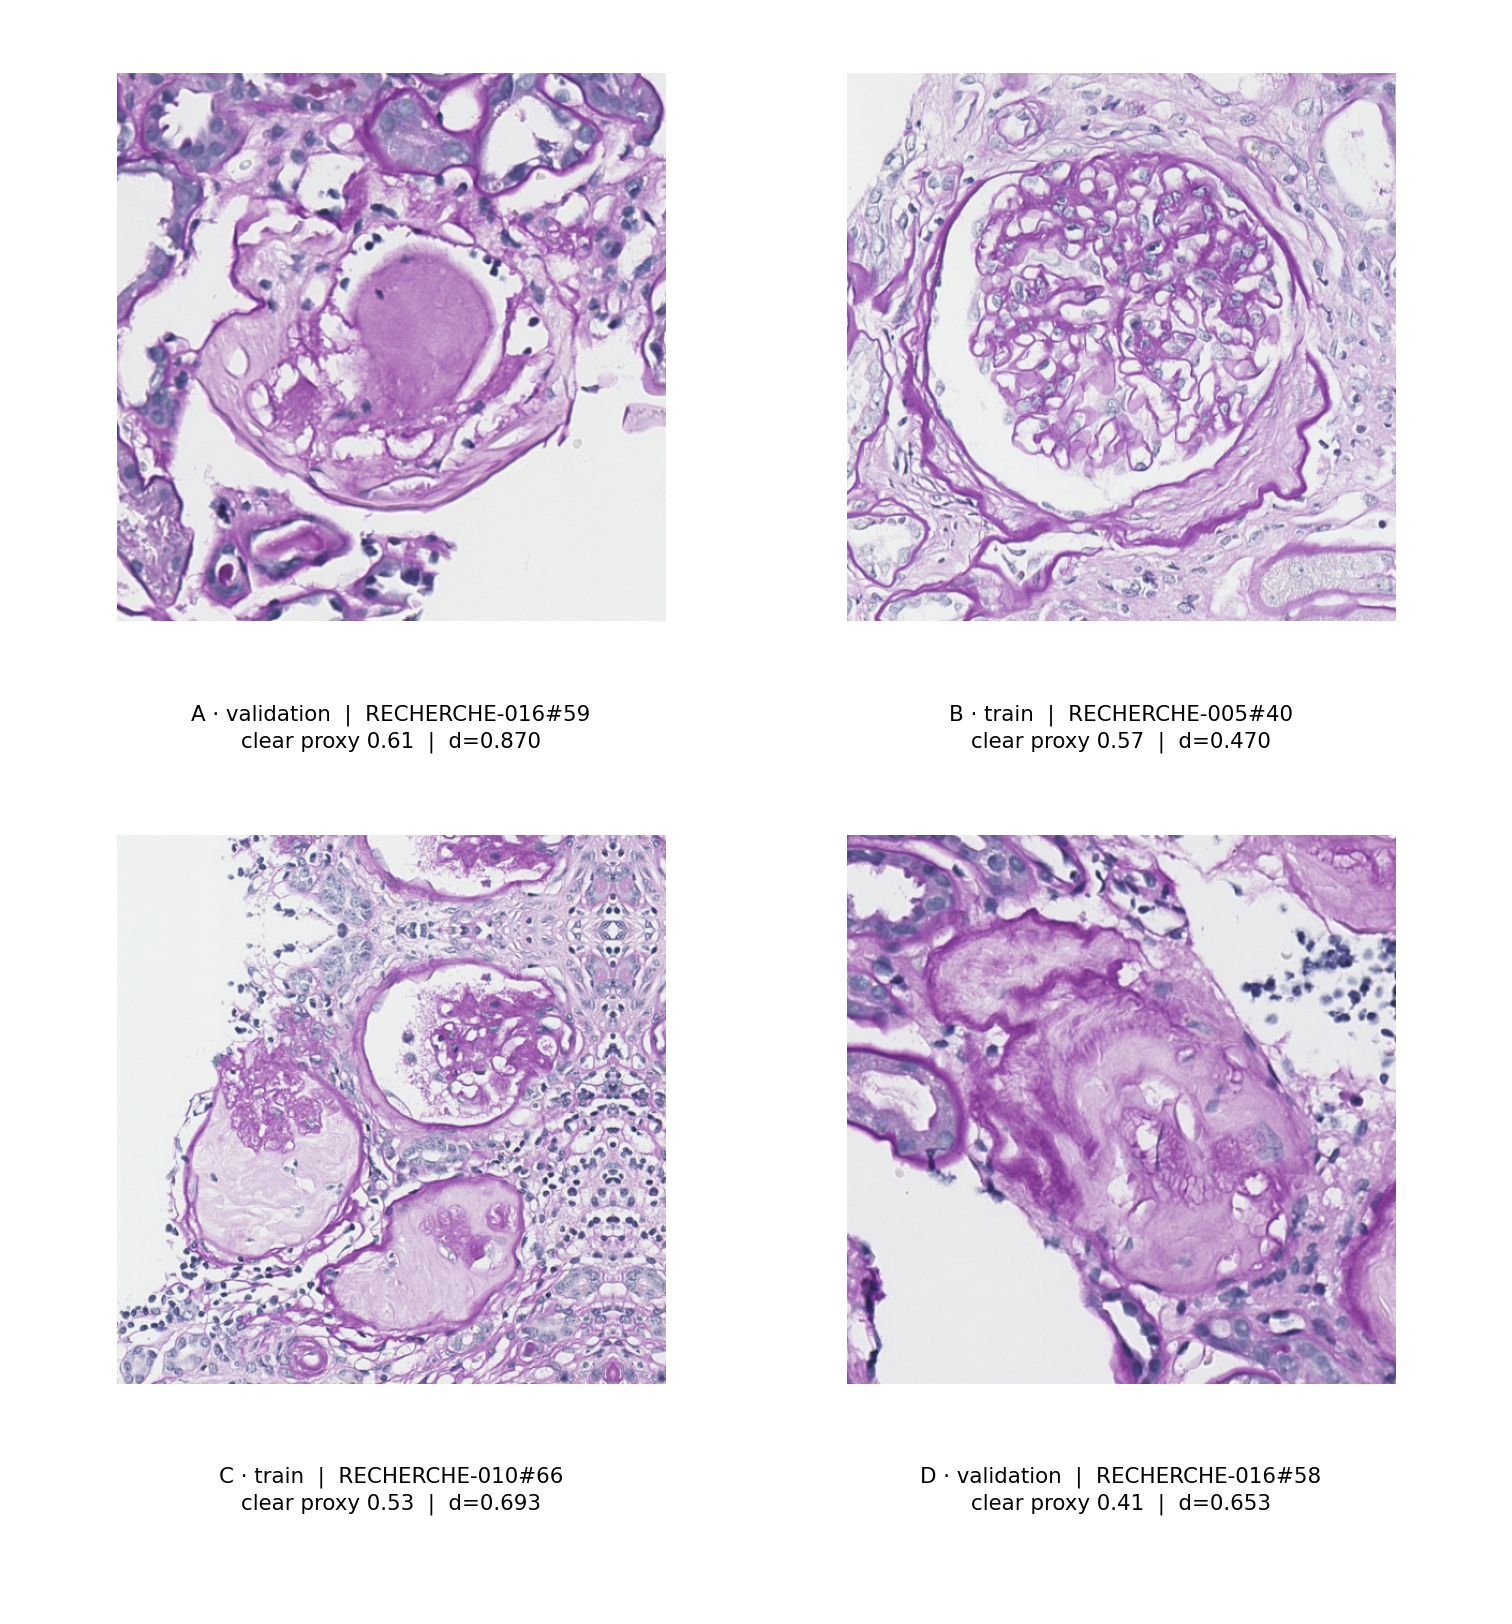 A · validation  |  RECHERCHE-016#59
clear proxy 0.61  |  d=0.870
B · train  |  RECHERCHE-005#40
clear proxy 0.57  |  d=0.470
C · train  |  RECHERCHE-010#66
clear proxy 0.53  |  d=0.693
D · validation  |  RECHERCHE-016#58
clear proxy 0.41  |  d=0.653